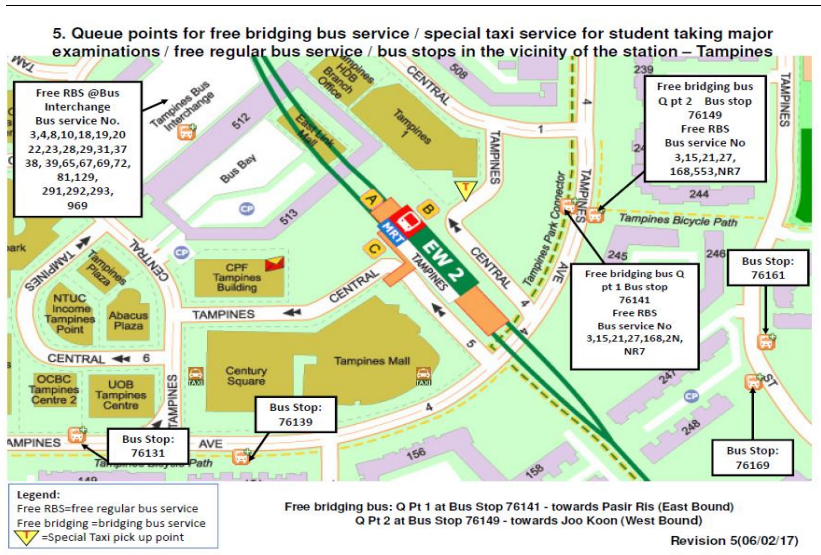 5. Queue points for free bridging bus service / special taxi service for student taking major
examinations / free regular bus service / bus stops in the vicinity of the station – Tampines
Free RBS @Bus
Interchange
Bus service No.
3,4,8,10,18,19,20
22,23,28,29,31,37
38, 39,65,67,69,72,
81,129,
291,292,293,
969
Tampines Bus
Interchange
512
Bus Bay
513
East Link
Mall
Tampines
HDB
Branch
Office
CENTRAL
508
Tampines
1
TAMPINES
1
4
239
Free bridging bus
Q pt 2 Bus stop
76149
Free RBS
Bus service No
3,15,21,27,
168,553,NR7
TAMPINES
244
Tampines Bicycle Path
Tampines Park Connector
TAMPINES
AVE
4
245
246
Bus Stop:
76161
Free bridging bus Q
pt 1 Bus stop
76141
Free RBS
Bus service No
3,15,21,27,168,2N,
NR7
T
A
B
C
MRT
EW 2
TAMPINES
CENTRAL
4
5
CP
CP
TAMPINES
CENTRAL
park
Tampines
Plaza
NTUC
Income
Tampines
Point
Abacus
Plaza
CPF
Tampines
Building
TAMPINES
CENTRAL
CENTRAL
6
OCBC
Tampines
Centre 2
UOB
Tampines
Centre
TAMPINES
TAXI
Century
Square
Tampines Mall
TAXI
247
CP
248
ST
Bus Stop:
76169
Bus Stop:
76139
Bus Stop:
76131
AMPINES
AVE
4
Tampines Bicycle Path
149
156
158
Legend:
Free RBS=free regular bus service
Free bridging =bridging bus service
T =Special Taxi pick up point
Free bridging bus: Q Pt 1 at Bus Stop 76141 - towards Pasir Ris (East Bound)
Q Pt 2 at Bus Stop 76149 - towards Joo Koon (West Bound)
Revision 5(06/02/17)